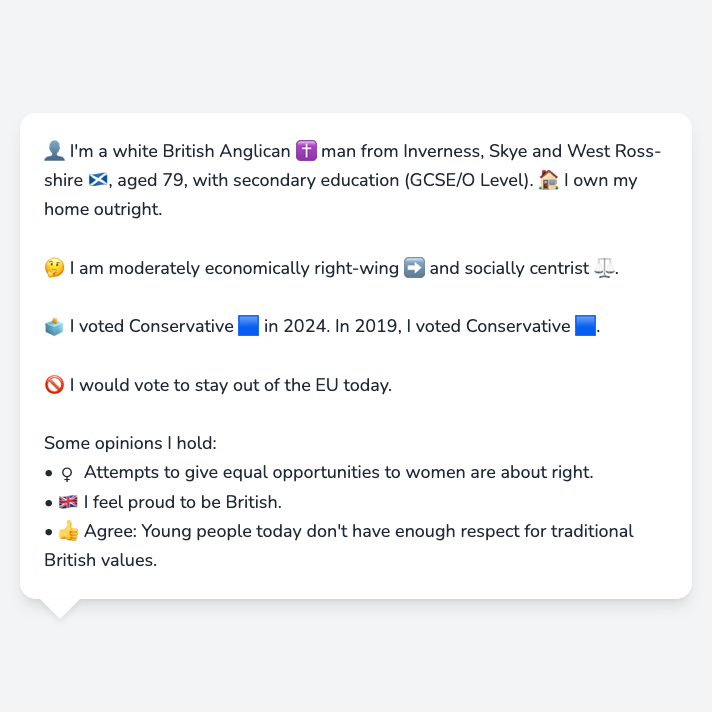 👤 I'm a white British Anglican ✝️ man from Inverness, Skye and West Ross-
shire 🏴󠁧󠁢󠁳󠁣󠁴󠁿, aged 79, with secondary education (GCSE/O Level). 🏠 I own my
home outright.
🤔 I am moderately economically right-wing ➡️ and socially centrist ⚖️.
🗳️ I voted Conservative 🟦 in 2024. In 2019, I voted Conservative 🟦.
🚫 I would vote to stay out of the EU today.
Some opinions I hold:
• ♀️ Attempts to give equal opportunities to women are about right.
• 🇬🇧 I feel proud to be British.
• 👍 Agree: Young people today don't have enough respect for traditional
British values.